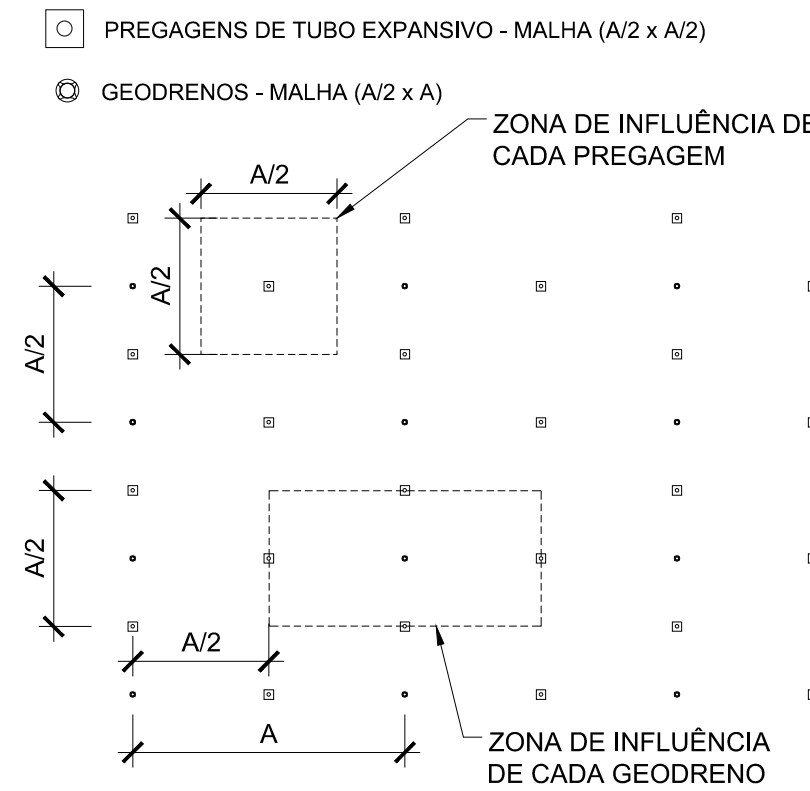 PREGAGENS DE TUBO EXPANSIVO - MALHA (A/2 x A/2)
GEODRENOS - MALHA (A/2 x A)
ZONA DE INFLUÊNCIA DE
CADA PREGAGEM
A/2
A/2
A/2
A/2
A/2
A
ZONA DE INFLUÊNCIA
DE CADA GEODRENO